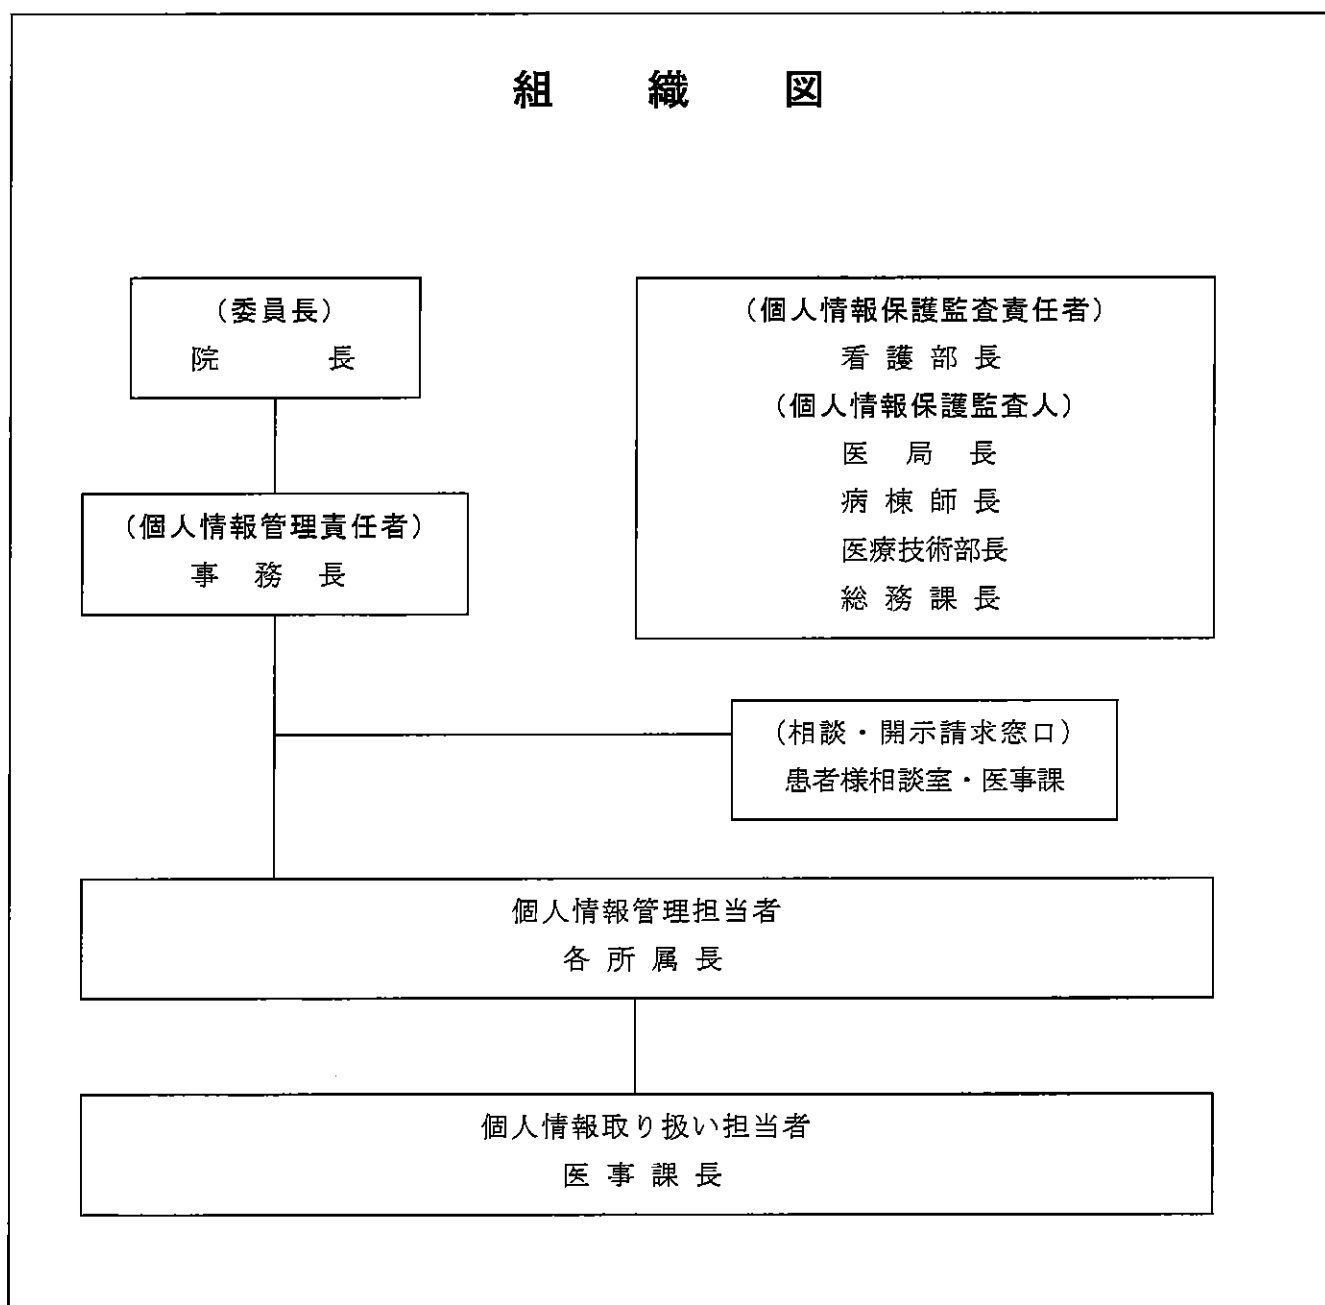 組織図
（委員長）
院長
（個人情報管理責任者）
事務長
（個人情報保護監査責任者）
看護部長
（個人情報保護監査人）
医局長
病棟師長
医療技術部長
総務課長
（相談・開示請求窓口）
患者様相談室・医事課
個人情報管理担当者
各所属長
個人情報取り扱い担当者
医事課長